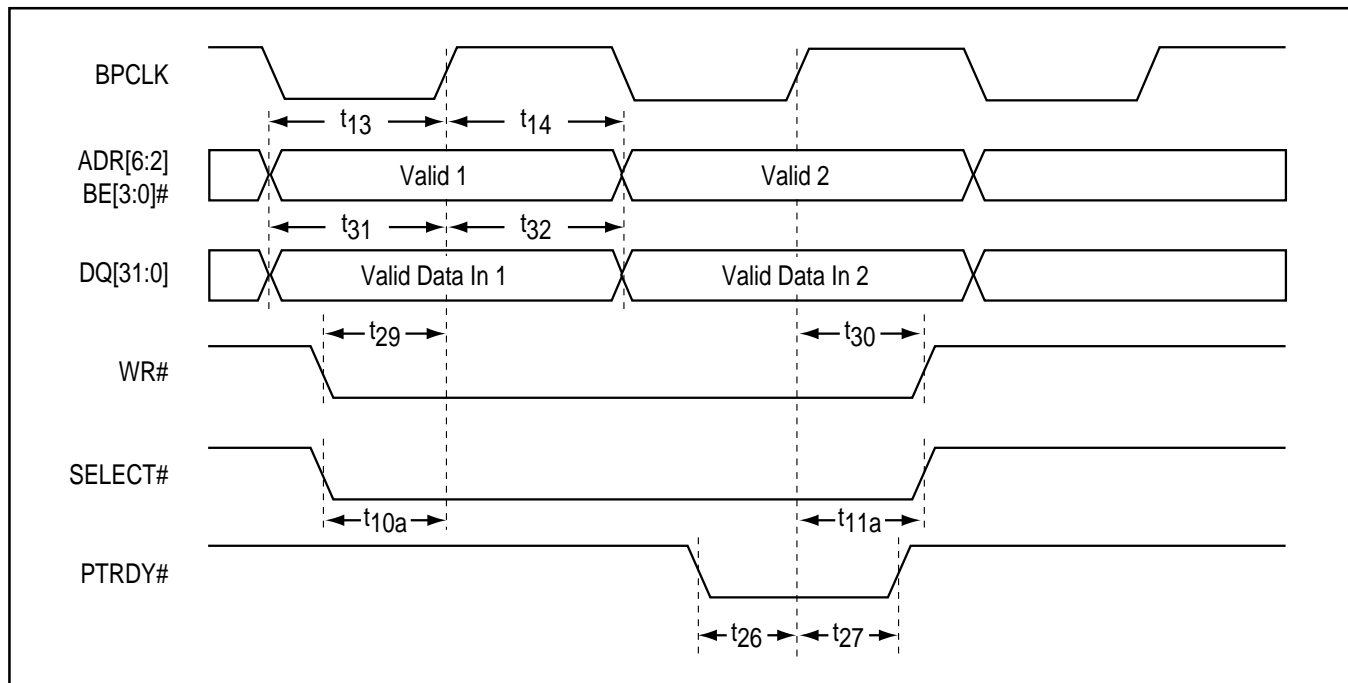 BPCLK
t13 t14
ADR[6:2]
BE[3:0]#
Valid 1 Valid 2
t31 t32
DQ[31:0] Valid Data In 1 Valid Data In 2
t29 t30
WR#
SELECT#
t10a t11a
PTRDY#
t26 t27